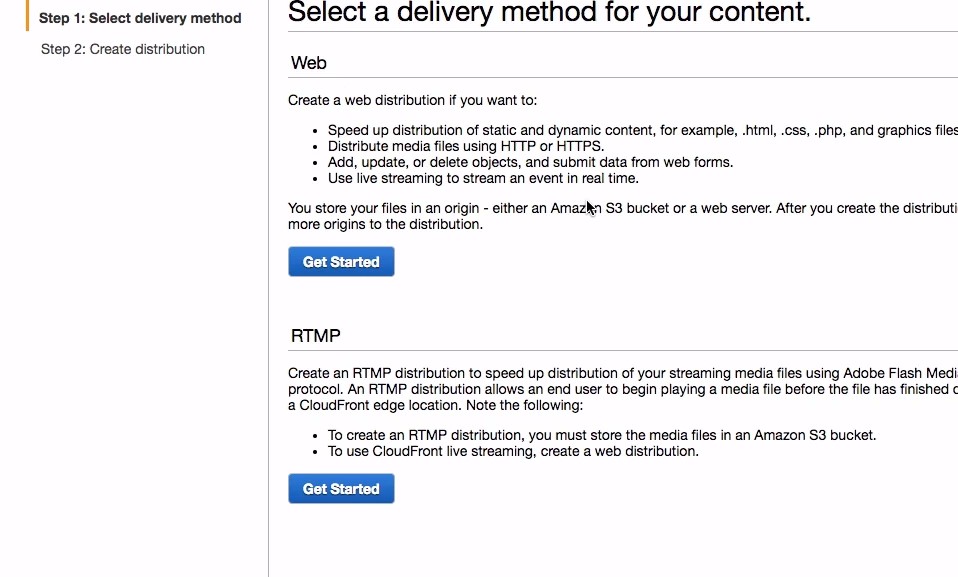 Step 1: Select delivery method
Step 2: Create distribution
Select a delivery method for your content.
Web
Create a web distribution if you want to:
• Speed up distribution of static and dynamic content, for example, .html, .css, .php, and graphics files
• Distribute media files using HTTP or HTTPS.
• Add, update, or delete objects, and submit data from web forms.
• Use live streaming to stream an event in real time.
You store your files in an origin - either an Amazon S3 bucket or a web server. After you create the distributi
more origins to the distribution.
Get Started
RTMP
Create an RTMP distribution to speed up distribution of your streaming media files using Adobe Flash Medi
protocol. An RTMP distribution allows an end user to begin playing a media file before the file has finished
a CloudFront edge location. Note the following:
• To create an RTMP distribution, you must store the media files in an Amazon S3 bucket.
• To use CloudFront live streaming, create a web distribution.
Get Started